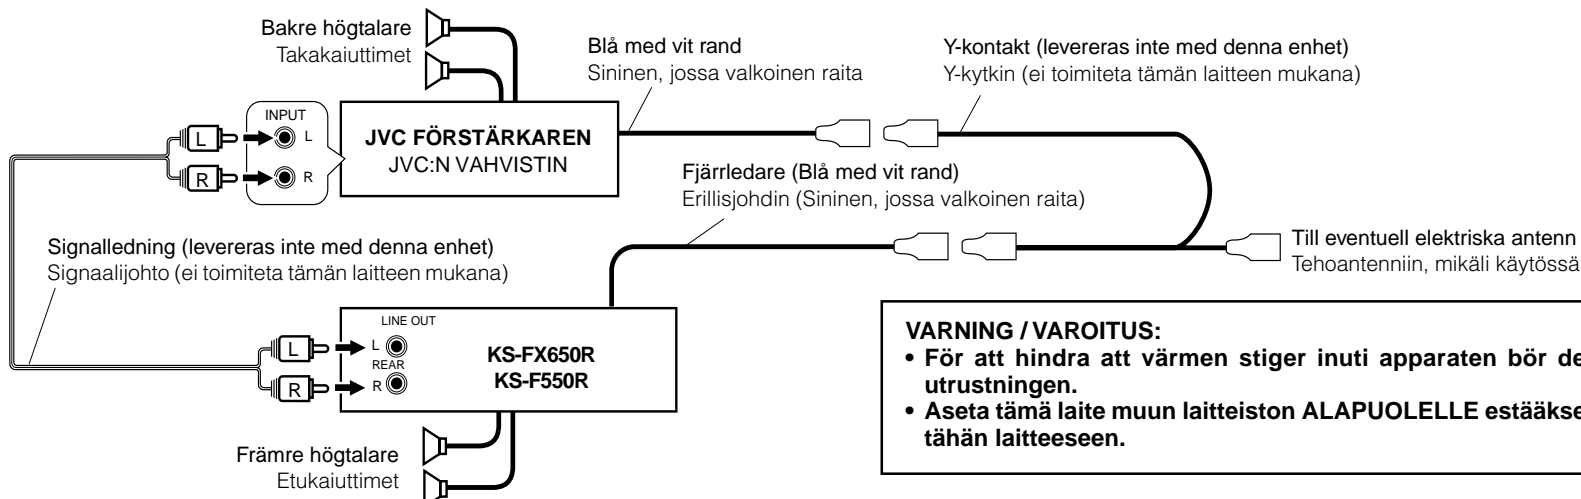 Bakre högtalare
Takakaiuttimet
Blå med vit rand
Sininen, jossa valkoinen raita
Y-kontakt (levereras inte med denna enhet)
Y-kytkin (ei toimiteta tämän laitteen mukana)
INPUT
L
L
R
R
JVC FÖRSTÄRKAREN
JVC:N VAHVISTIN
Fjärrledare (Blå med vit rand)
Erillisjohdin (Sininen, jossa valkoinen raita)
Signalledning (levereras inte med denna enhet)
Signaalijohto (ei toimiteta tämän laitteen mukana)
Till eventuell elektriska antenn
Tehoantenniin, mikäli käytössä
LINE OUT
L
L
REAR
R
R
KS-FX650R
KS-F550R
Främre högtalare
Etukaiuttimet
VARNING / VAROITUS:
• För att hindra att värmen stiger inuti apparaten bör de
utrustningen.
• Aseta tämä laite muun laitteiston ALAPUOLELLE estääkse
tähän laitteeseen.